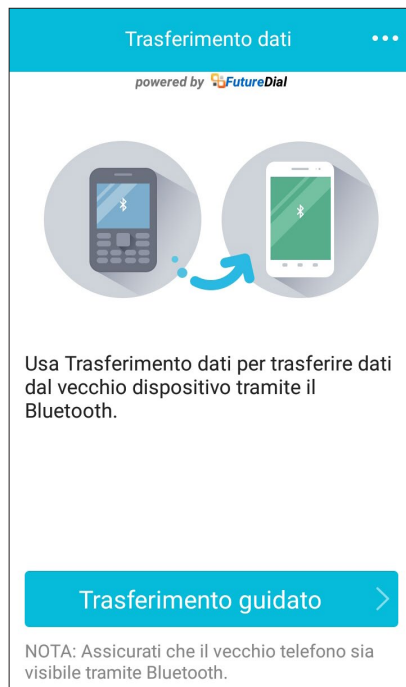 Trasferimento dati
powered by FutureDial
Usa Trasferimento dati per trasferire dati
dal vecchio dispositivo tramite il
Bluetooth.
Trasferimento guidato
NOTA: Assicurati che il vecchio telefono sia
visibile tramite Bluetooth.